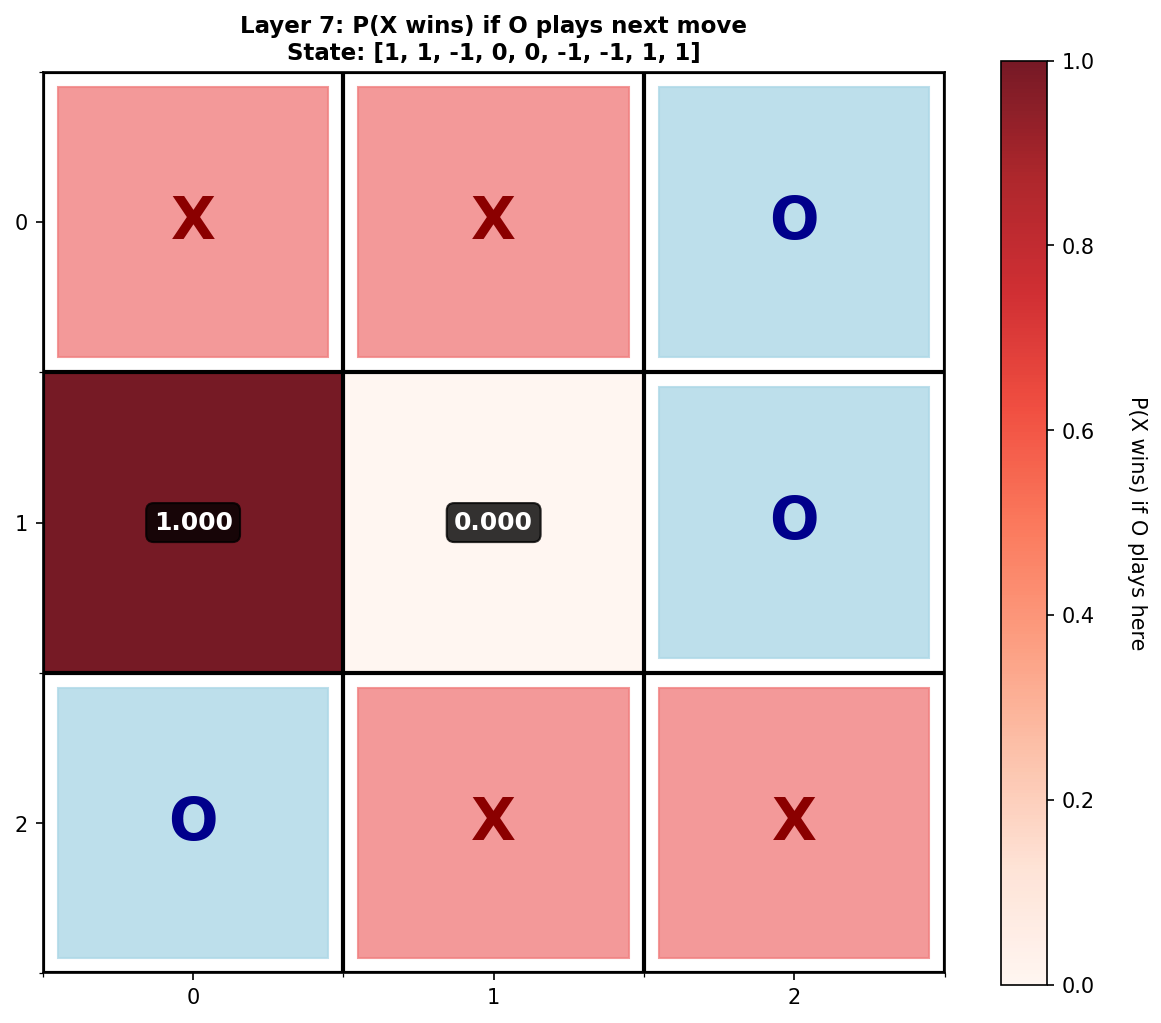 Layer 7: P(X wins) if O plays next move
State: [1, 1, -1, 0, 0, -1, -1, 1, 1]
X X O
1.000 0.000 O
O X X
0
1
2
0 1 2
1.0
0.8
0.6
0.4
0.2
0.0
P(X wins) if O plays here